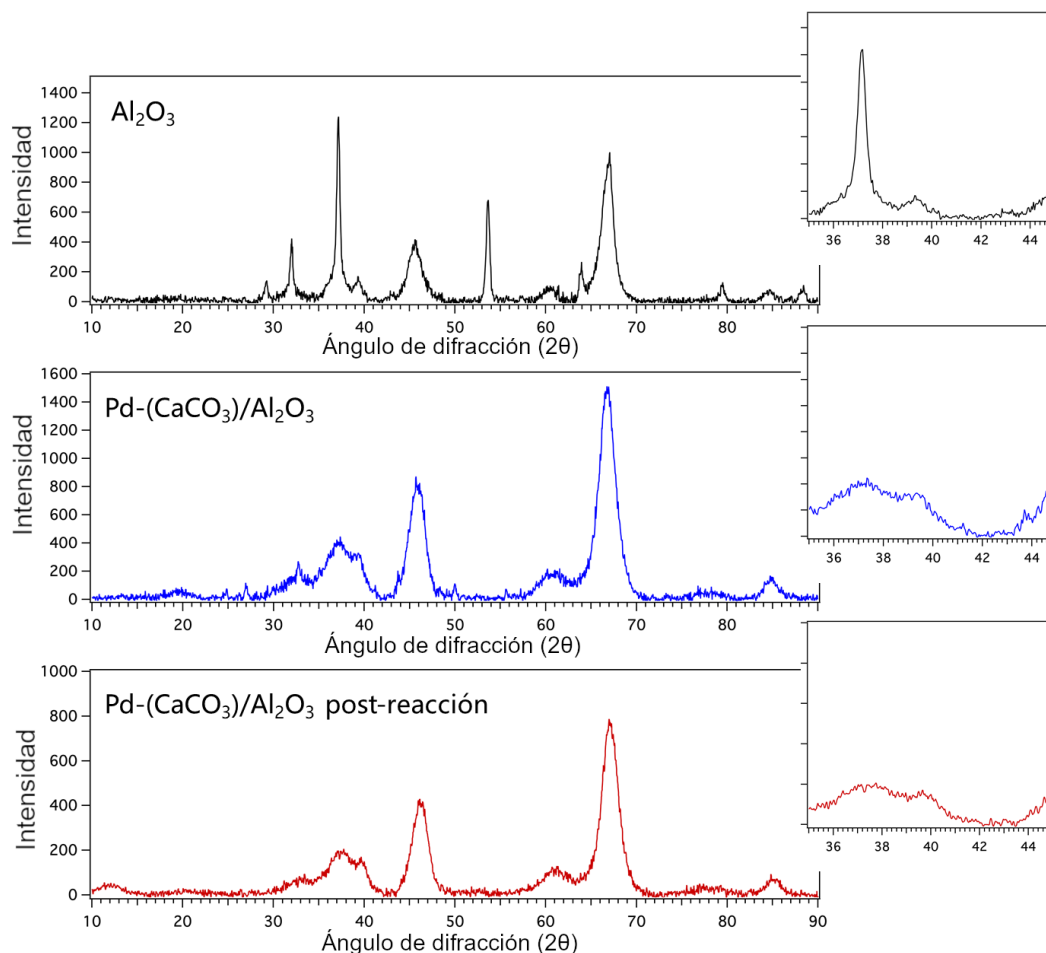 Al₂O₃
Intensidad
1400
1200
1000
800
600
400
200
0
10 20 30 40 50 60 70 80
Ángulo de difracción (2θ)
36 38 40 42 44
Pd-(CaCO₃)/Al₂O₃
Intensidad
1600
1400
1200
1000
800
600
400
200
0
10 20 30 40 50 60 70 80 90
Ángulo de difracción (2θ)
36 38 40 42 44
Pd-(CaCO₃)/Al₂O₃ post-reacción
Intensidad
1000
800
600
400
200
0
10 20 30 40 50 60 70 80 90
Ángulo de difracción (2θ)
36 38 40 42 44